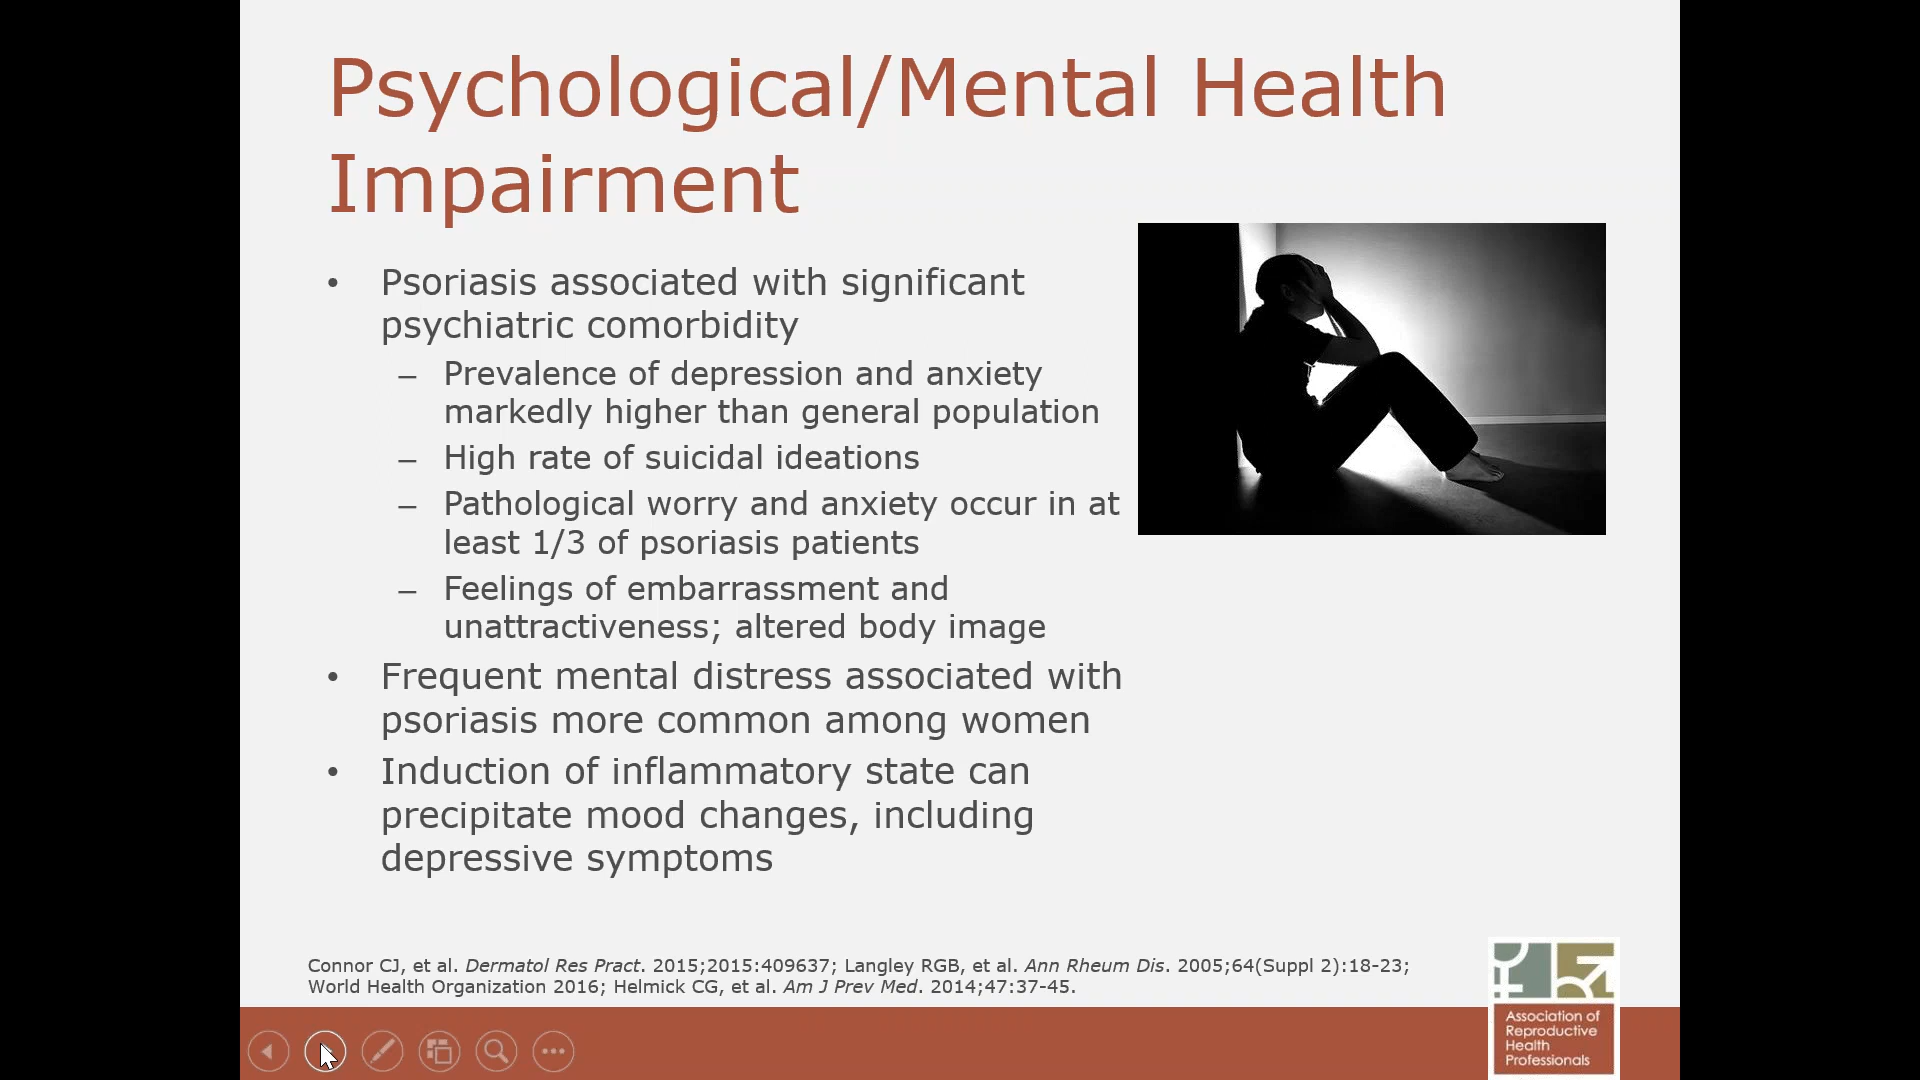 Psychological/Mental Health
Impairment
• Psoriasis associated with significant
psychiatric comorbidity
– Prevalence of depression and anxiety
markedly higher than general population
– High rate of suicidal ideations
– Pathological worry and anxiety occur in at
least 1/3 of psoriasis patients
– Feelings of embarrassment and
unattractiveness; altered body image
• Frequent mental distress associated with
psoriasis more common among women
• Induction of inflammatory state can
precipitate mood changes, including
depressive symptoms
Connor CJ, et al. Dermatol Res Pract. 2015;2015:409637; Langley RGB, et al. Ann Rheum Dis. 2005;64(Suppl 2):18-23;
World Health Organization 2016; Helmick CG, et al. Am J Prev Med. 2014;47:37-45.
Association of
Reproductive
Health
Professionals